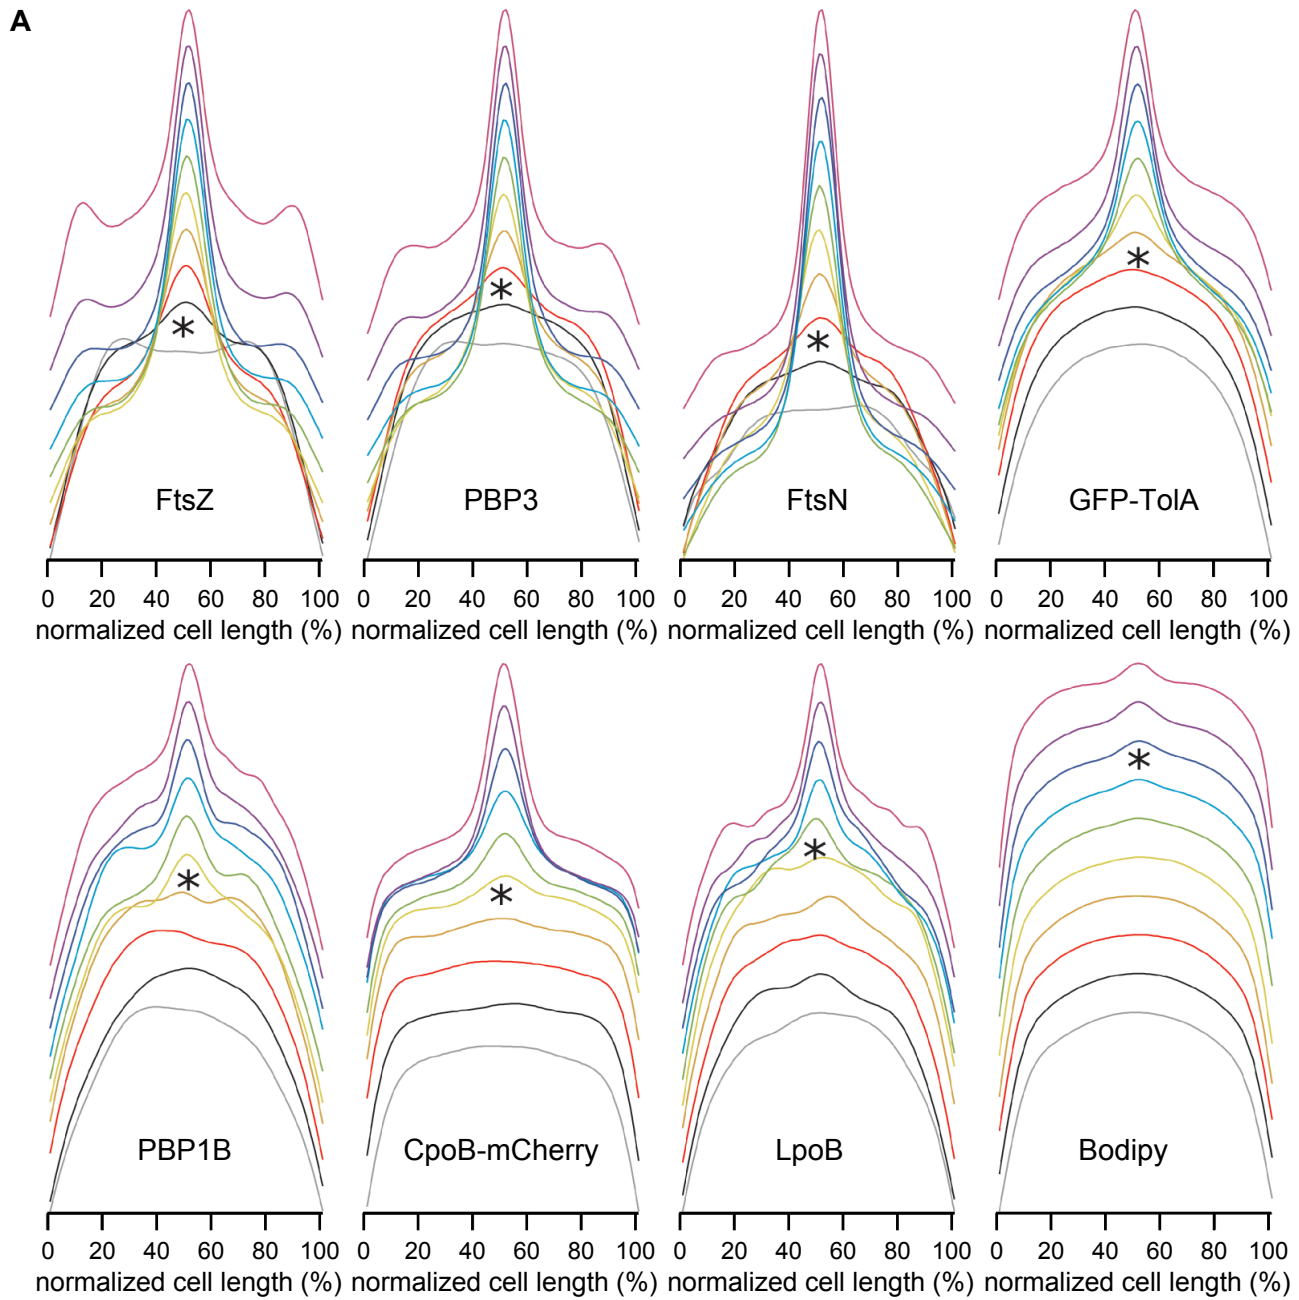 A
FtsZ
PBP3
FtsN
GFP-TolA
0 20 40 60 80 100
0 20 40 60 80 100
0 20 40 60 80 100
0 20 40 60 80 100
normalized cell length (%)
normalized cell length (%)
normalized cell length (%)
normalized cell length (%)
PBP1B
CpoB-mCherry
LpoB
Bodipy
0 20 40 60 80 100
0 20 40 60 80 100
0 20 40 60 80 100
0 20 40 60 80 100
normalized cell length (%)
normalized cell length (%)
normalized cell length (%)
normalized cell length (%)